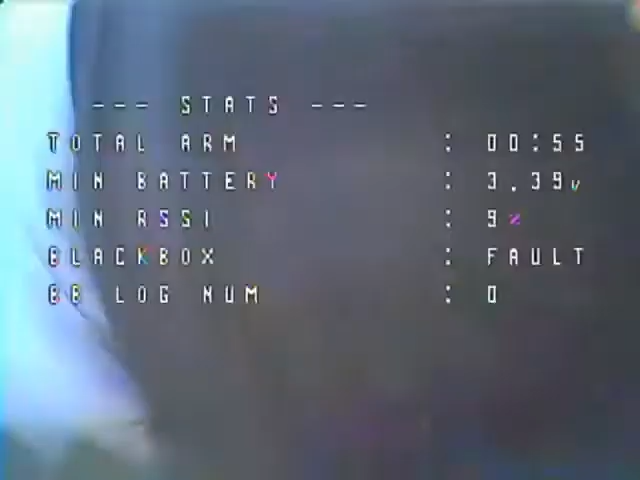 --- STATS ---
TOTAL ARM : 00:55
MIN BATTERY : 3.39V
MIN RSSI : 9%
BLACKBOX : FAULT
BB LOG NUM : 0